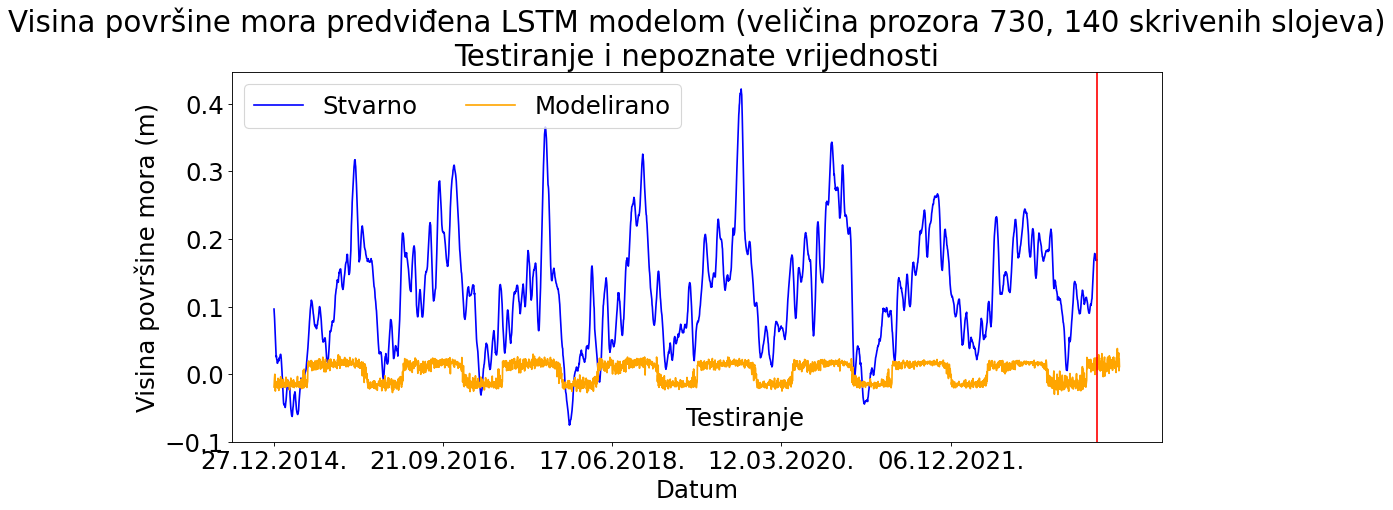 Visina površine mora predviđena LSTM modelom (veličina prozora 730, 140 skrivenih slojeva)
Testiranje i nepoznate vrijednosti
Stvarno
Modelirano
Visina površine mora (m)
0.4
0.3
0.2
0.1
0.0
−0.1
Testiranje
27.12.2014.
21.09.2016.
17.06.2018.
12.03.2020.
06.12.2021.
Datum